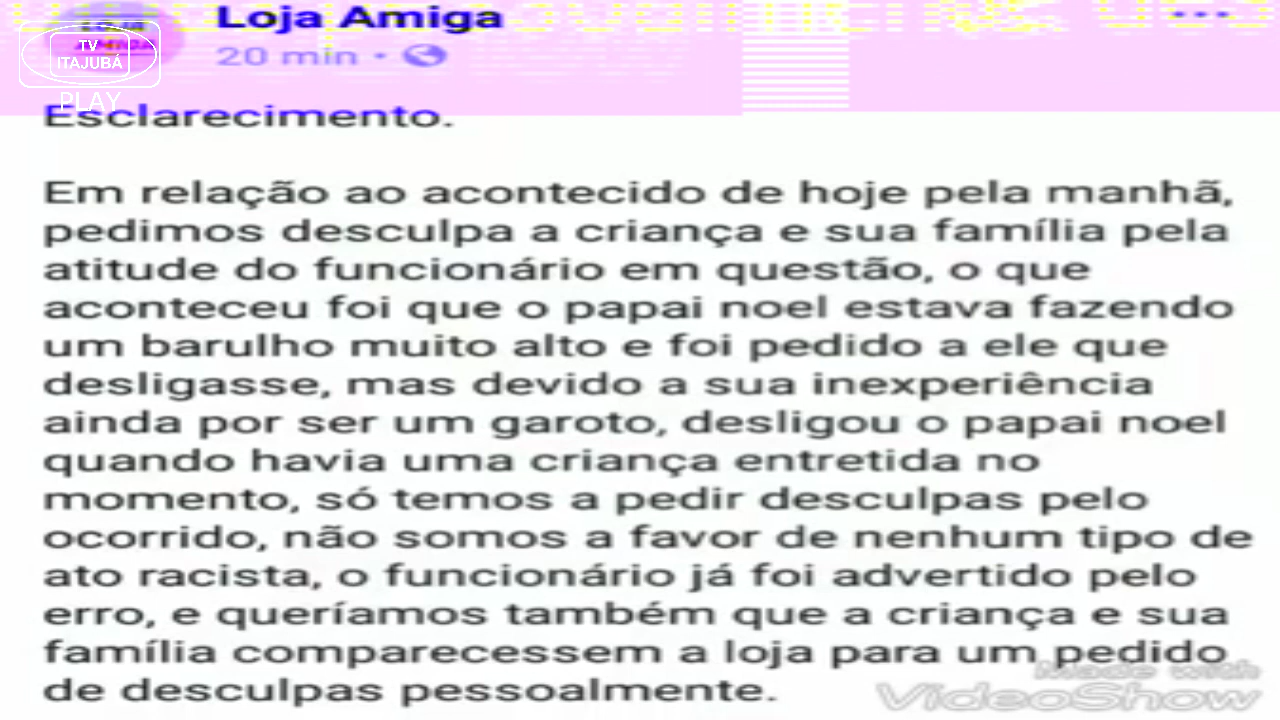 Loja Amiga
20 min
TV
ITAJUBÁ
PLAY
Esclarecimento.
Em relação ao acontecido de hoje pela manhã,
pedimos desculpa a criança e sua família pela
atitude do funcionário em questão, o que
aconteceu foi que o papai noel estava fazendo
um barulho muito alto e foi pedido a ele que
desligasse, mas devido a sua inexperiência
ainda por ser um garoto, desligou o papai noel
quando havia uma criança entretida no
momento, só temos a pedir desculpas pelo
ocorrido, não somos a favor de nenhum tipo de
ato racista, o funcionário já foi advertido pelo
erro, e queríamos também que a criança e sua
família comparecessem a loja para um pedido
de desculpas pessoalmente.
Made with
VideoShow